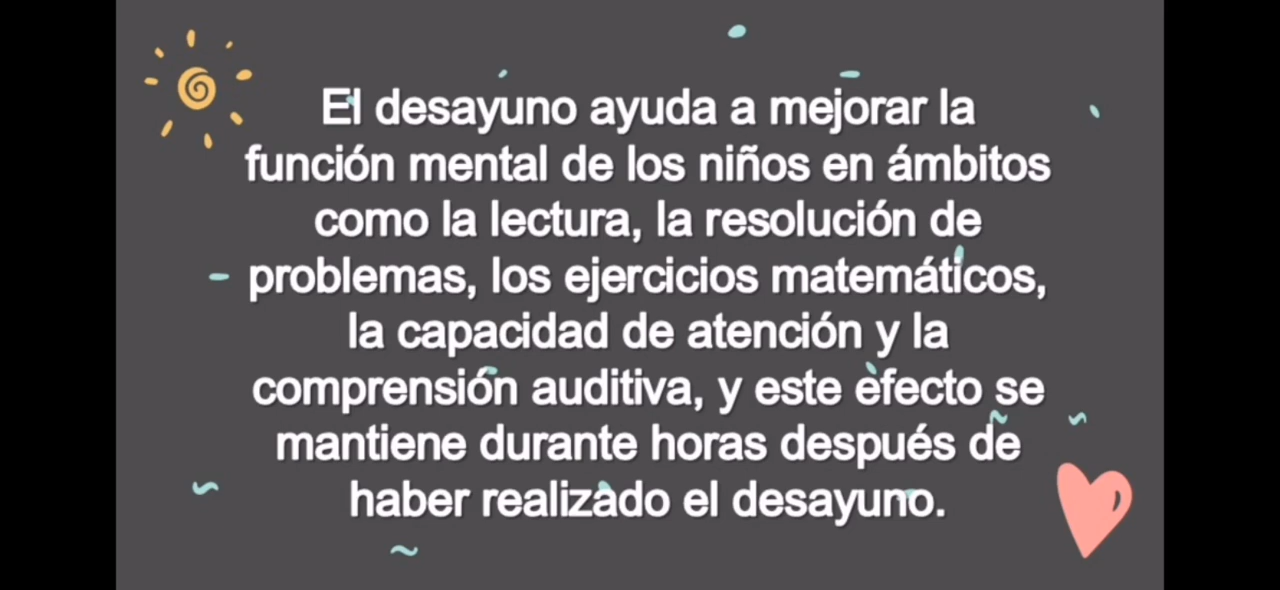 El desayuno ayuda a mejorar la
función mental de los niños en ámbitos
como la lectura, la resolución de
problemas, los ejercicios matemáticos,
la capacidad de atención y la
comprensión auditiva, y este efecto se
mantiene durante horas después de
haber realizado el desayuno.